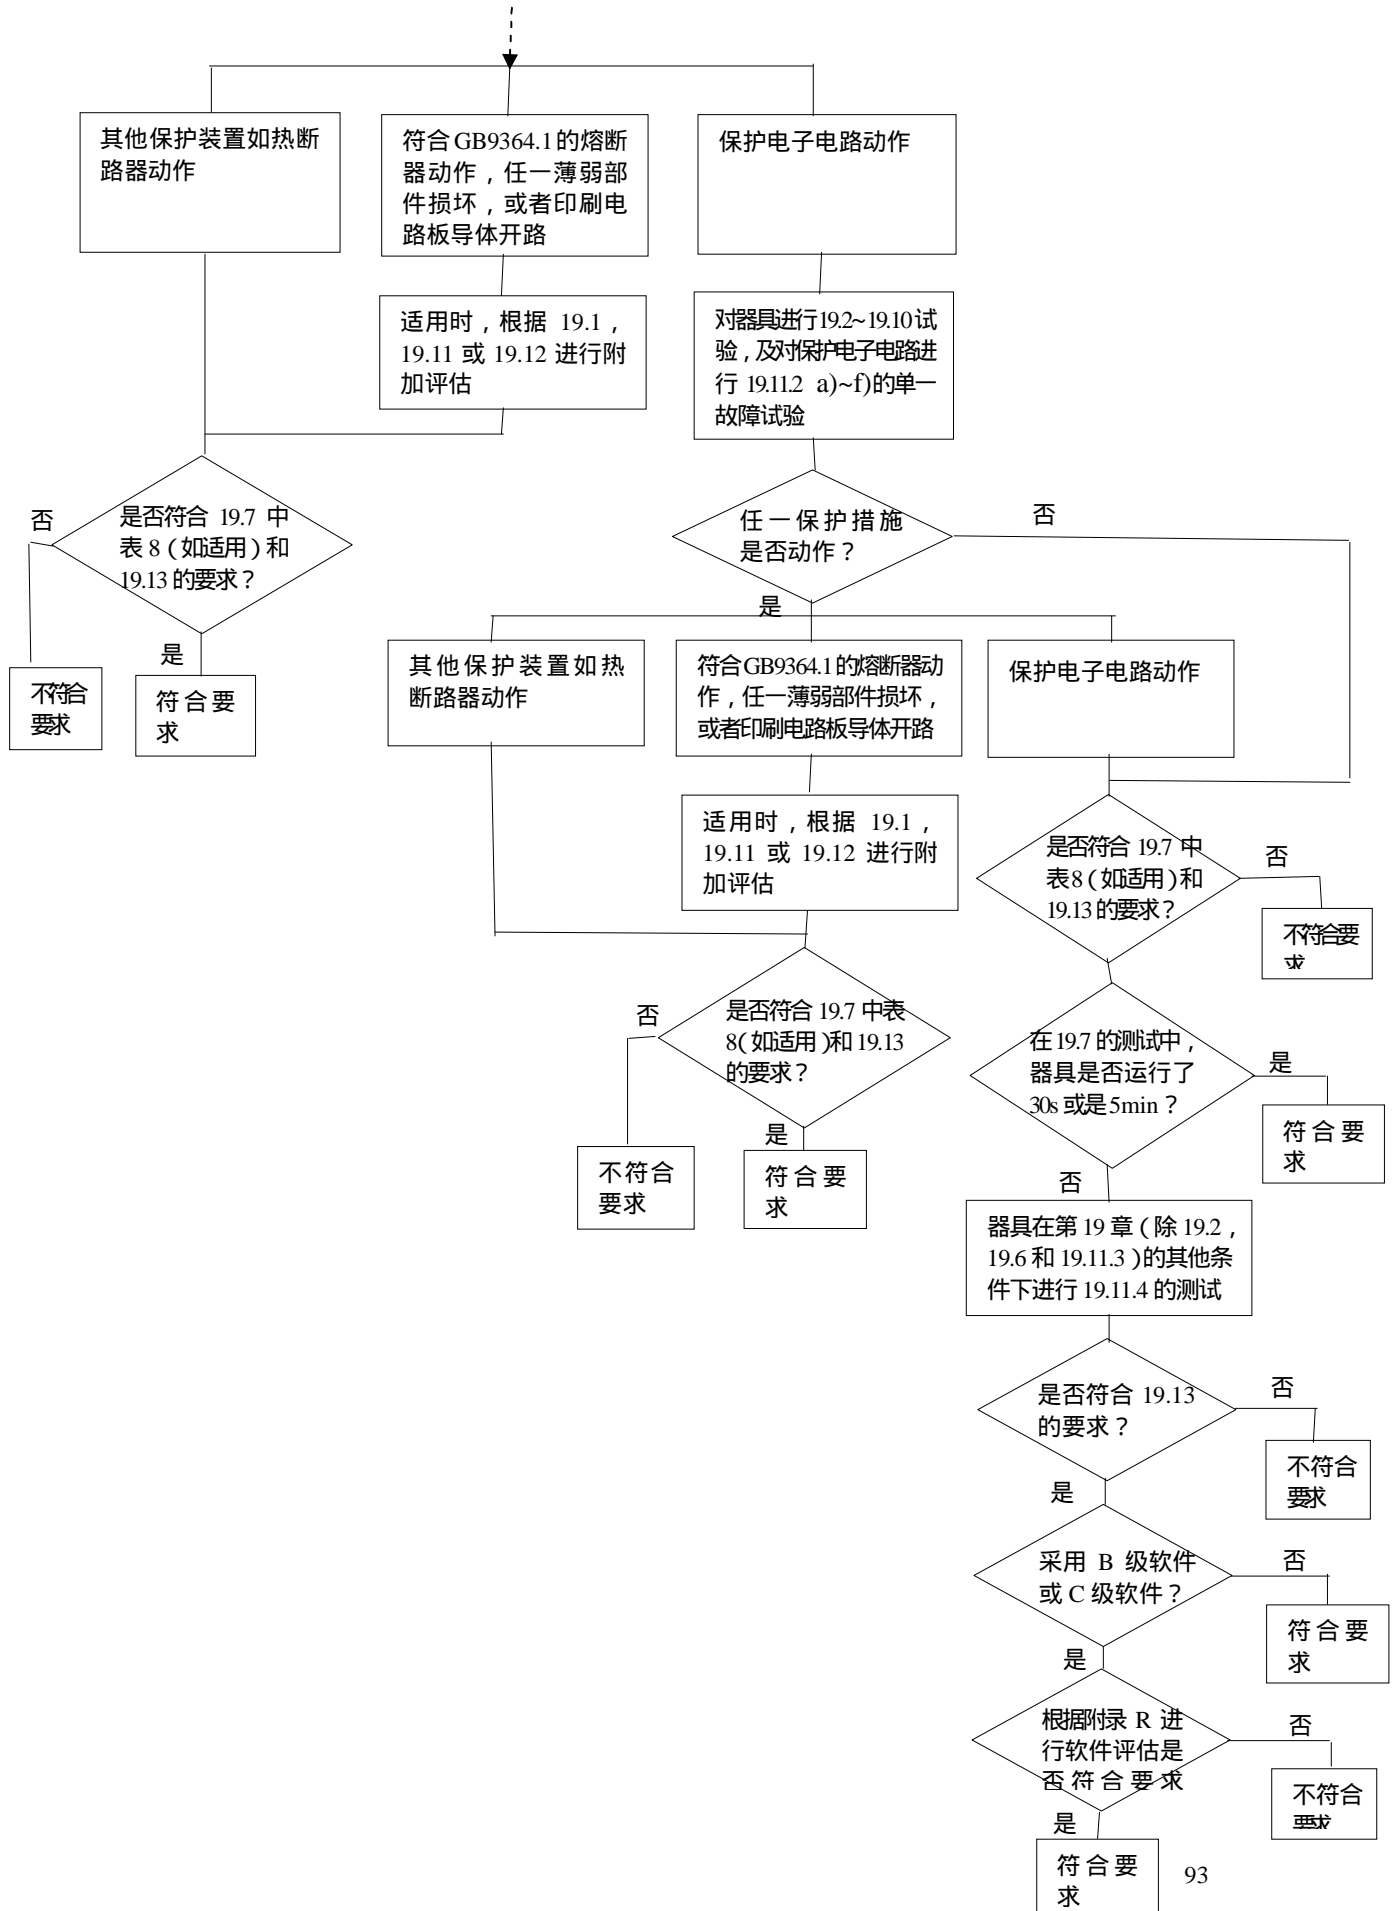 其他保护装置如热断
路器动作
符合GB9364.1的熔断
器动作，任一薄弱部
件损坏，或者印刷电
路板导体开路
保护电子电路动作
适用时，根据 19.1，
19.11 或 19.12 进行附
加评估
对器具进行19.2~19.10试
验，及对保护电子电路进
行 19.11.2 a)~f)的单一
故障试验
否
是否符合 19.7 中
表 8（如适用）和
19.13 的要求？
任一保护措施
是否动作？
否
是
是
不符合
要求
符合要
求
其他保护装置如热
断路器动作
符合GB9364.1的熔断器动
作，任一薄弱部件损坏，
或者印刷电路板导体开路
保护电子电路动作
适用时，根据 19.1，
19.11 或 19.12 进行附
加评估
是否符合 19.7 中
表8（如适用）和
19.13 的要求？
否
不符合要
求
否
是否符合 19.7 中表
8（如适用）和 19.13
的要求？
是
不符合
要求
符合要
求
在 19.7 的测试中，
器具是否运行了
30s 或是 5min？
是
符合要
求
否
器具在第 19 章（除 19.2，
19.6 和 19.11.3）的其他条
件下进行 19.11.4 的测试
是否符合 19.13
的要求？
否
不符合
要求
是
采用 B 级软件
或 C 级软件？
否
符合要
求
是
根据附录 R 进
行软件评估是
否符合要求
否
不符合
要求
是
符合要
求
93